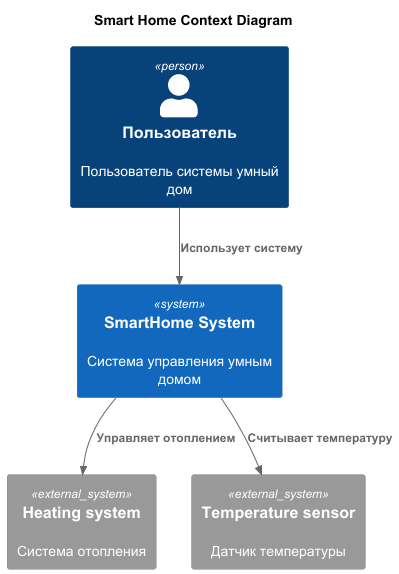 Smart Home Context Diagram
«person»
Пользователь
Пользователь системы умный
дом
Использует систему
«system»
SmartHome System
Система управления умным
домом
Управляет отоплением
Считывает температуру
«external_system»
Heating system
Система отопления
«external_system»
Temperature sensor
Датчик температуры